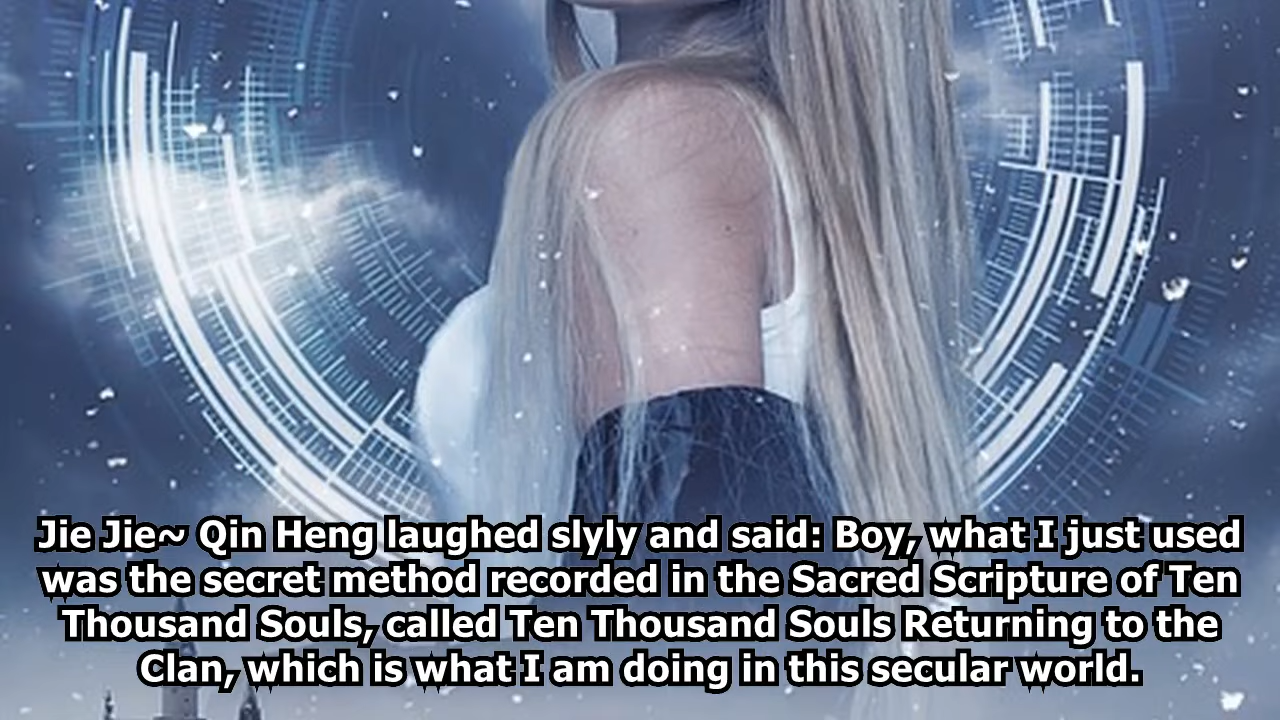 Jie Jie~ Qin Heng laughed slyly and said: Boy, what I just used
was the secret method recorded in the Sacred Scripture of Ten
Thousand Souls, called Ten Thousand Souls Returning to the
Clan, which is what I am doing in this secular world.